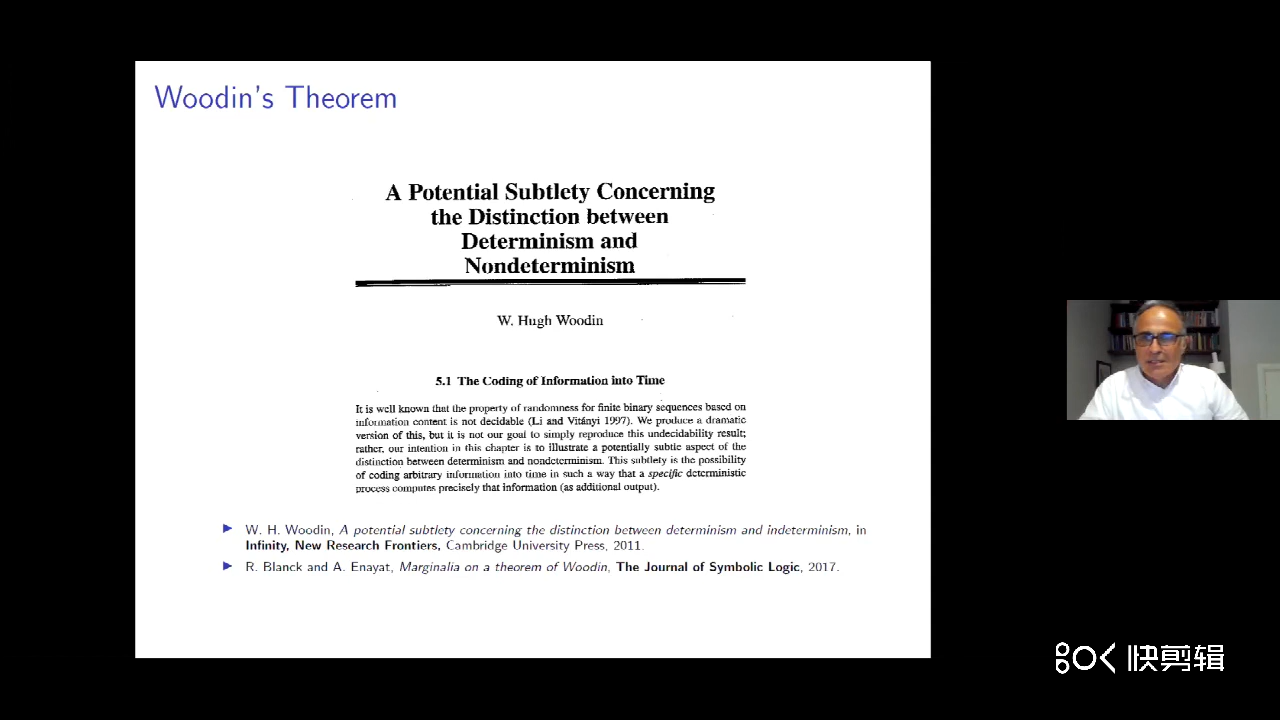 Woodin's Theorem
A Potential Subtlety Concerning
the Distinction between
Determinism and
Nondeterminism
W. Hugh Woodin
5.1 The Coding of Information into Time
It is well known that the property of randomness for finite binary sequences based on
information content is not decidable (Li and Vitányi 1997). We produce a dramatic
version of this, but it is not our goal to simply reproduce this undecidability result;
rather, our intention in this chapter is to illustrate a potentially subtle aspect of the
distinction between determinism and nondeterminism. This subtlety is the possibility
of coding arbitrary information into time in such a way that a specific deterministic
process computes precisely that information (as additional output).
▶ W. H. Woodin, A potential subtlety concerning the distinction between determinism and indeterminism, in
Infinity, New Research Frontiers, Cambridge University Press, 2011.
▶ R. Blanck and A. Enayat, Marginalia on a theorem of Woodin, The Journal of Symbolic Logic, 2017.
快剪辑